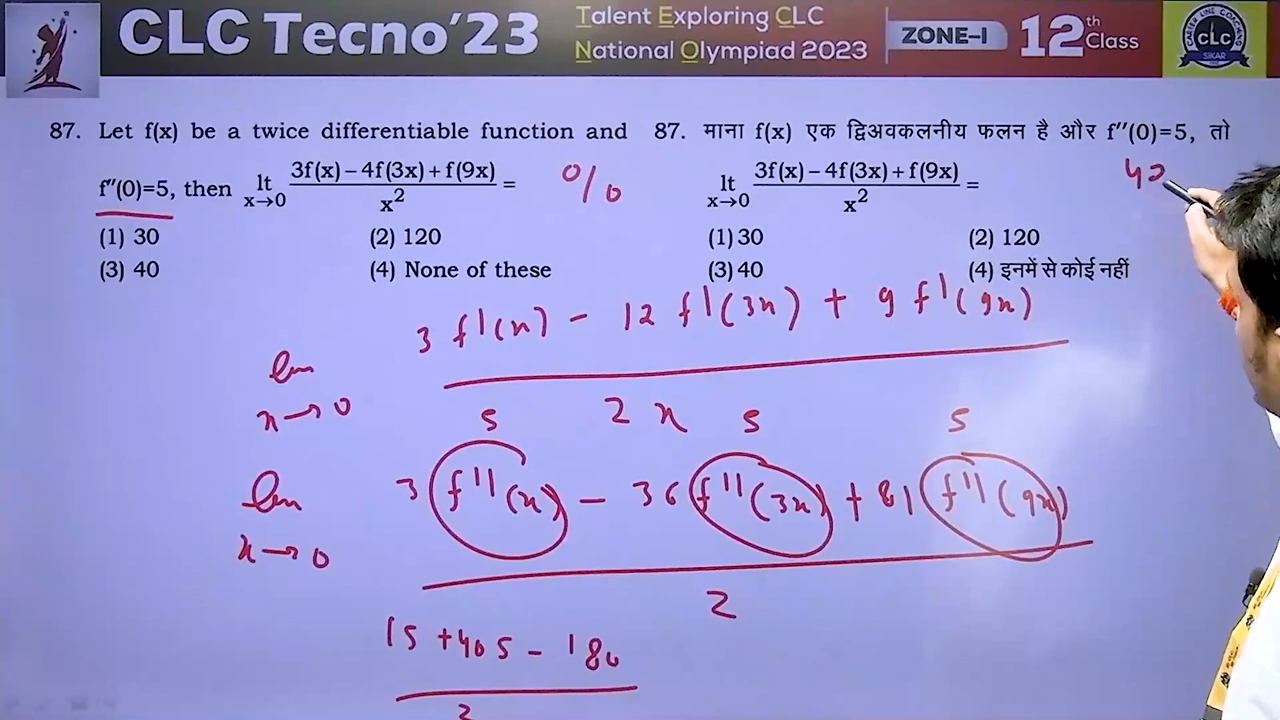 CLC Tecno'23
Talent Exploring CLC
National Olympiad 2023
ZONE-I
12th Class
CLC
SIKAR
87. Let f(x) be a twice differentiable function and
f''(0)=5, then lt x→0 (3f(x) – 4f(3x) + f(9x))/x² =
(1) 30 (2) 120
(3) 40 (4) None of these
87. माना f(x) एक द्विअवकलनीय फलन है और f''(0)=5, तो
lt x→0 (3f(x) – 4f(3x) + f(9x))/x² =
(1) 30 (2) 120
(3) 40 (4) इनमें से कोई नहीं
0/0
42
lim x→0 (3 f'(x) - 12 f'(3x) + 9 f'(9x))/2x
5 5 5
lim x→0 (3 f''(x) - 36 f''(3x) + 81 f''(9x))/2
(15 + 405 - 180)/2